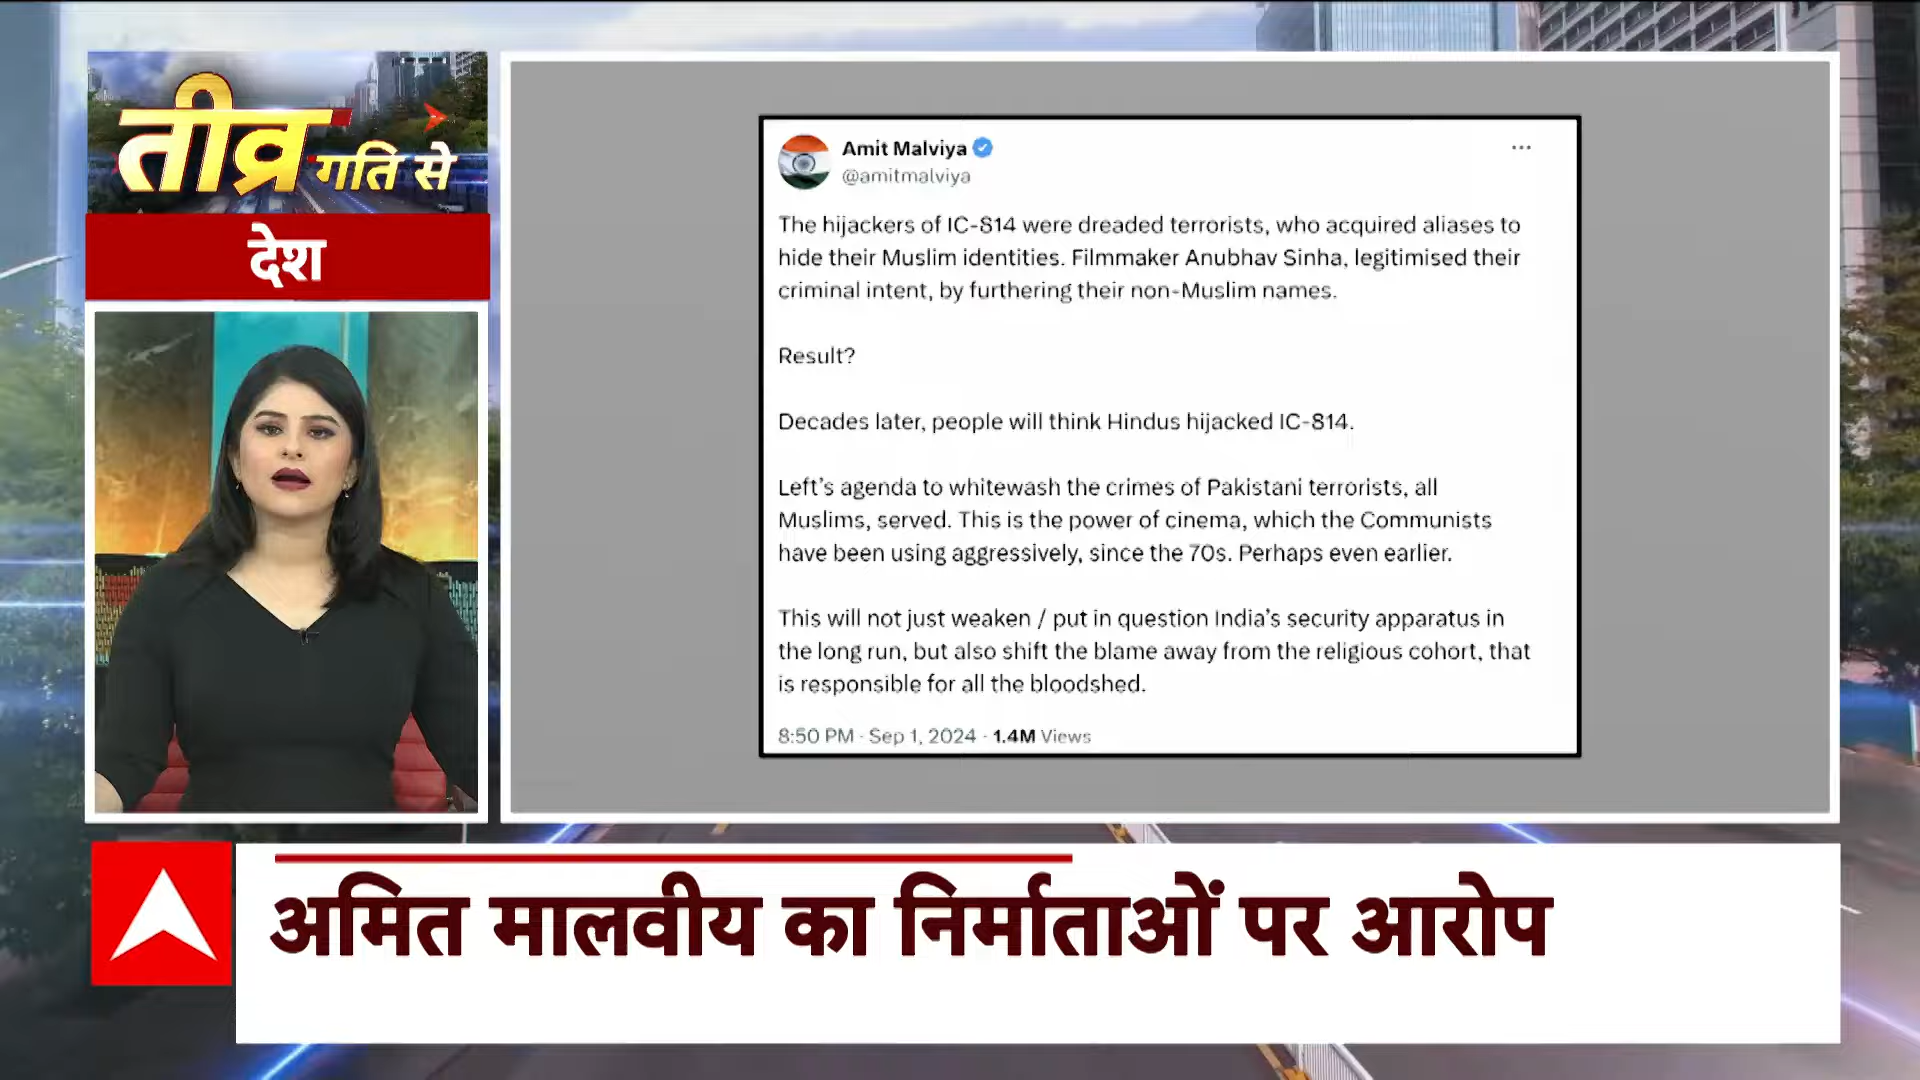 तीव्र गति से
देश
Amit Malviya
@amitmalviya
The hijackers of IC-814 were dreaded terrorists, who acquired aliases to
hide their Muslim identities. Filmmaker Anubhav Sinha, legitimised their
criminal intent, by furthering their non-Muslim names.
Result?
Decades later, people will think Hindus hijacked IC-814.
Left's agenda to whitewash the crimes of Pakistani terrorists, all
Muslims, served. This is the power of cinema, which the Communists
have been using aggressively, since the 70s. Perhaps even earlier.
This will not just weaken / put in question India's security apparatus in
the long run, but also shift the blame away from the religious cohort, that
is responsible for all the bloodshed.
8:50 PM · Sep 1, 2024 · 1.4M Views
अमित मालवीय का निर्माताओं पर आरोप